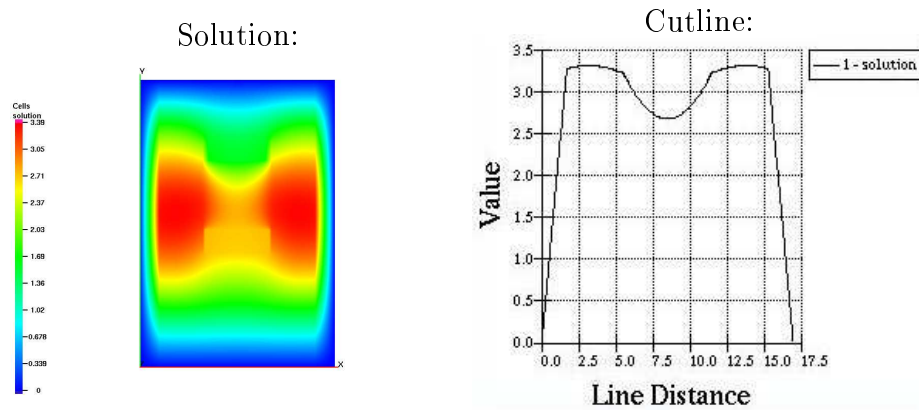 Solution:
Y
Cells
solution
3.39
3.05
2.71
2.37
2.03
1.69
1.36
1.02
0.678
0.339
0
X
Cutline:
1 - solution
3.5
3.0
2.5
2.0
1.5
1.0
0.5
0.0
Value
0.0 2.5 5.0 7.5 10.0 12.5 15.0 17.5
Line Distance